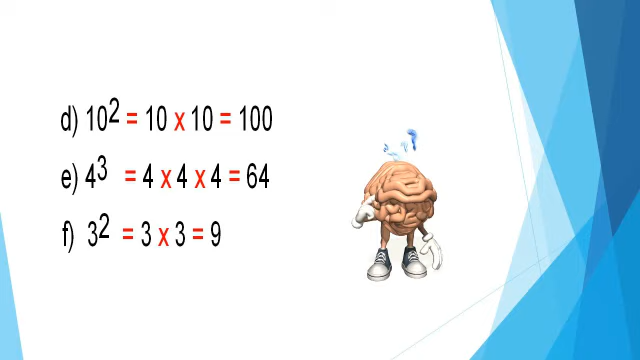 d) 10² = 10 x 10 = 100
e) 4³ = 4 x 4 x 4 = 64
f) 3² = 3 x 3 = 9